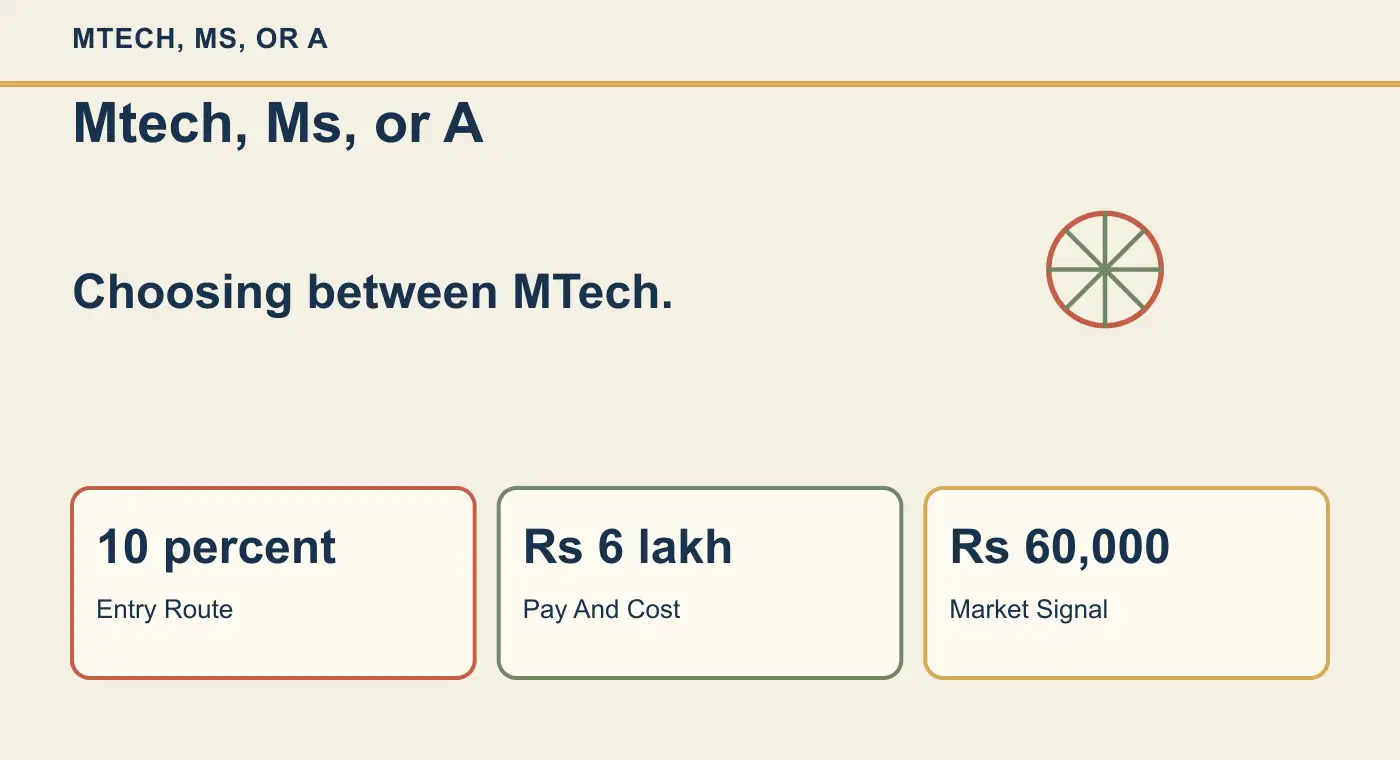 MTECH, MS, OR A
Mtech, Ms, or A
Choosing between MTech.
10 percent
Entry Route
Rs 6 lakh
Pay And Cost
Rs 60,000
Market Signal